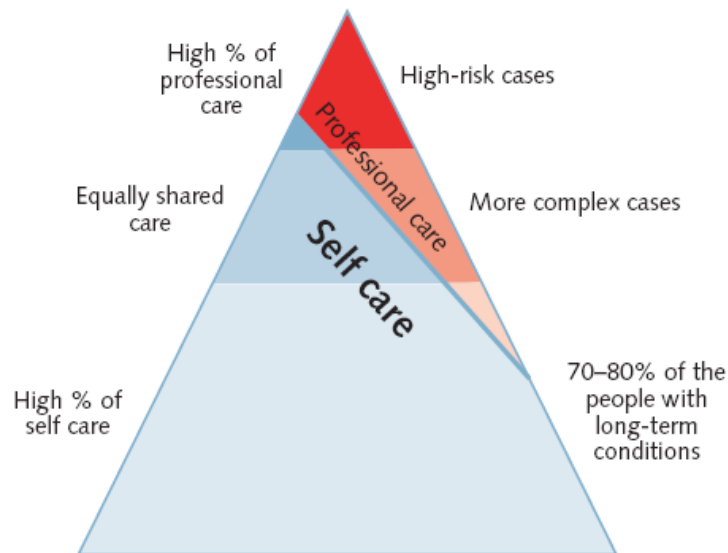 High % of
professional
care
High-risk cases
Professional care
Equally shared
care
More complex cases
Self care
High % of
self care
70–80% of the
people with
long-term
conditions